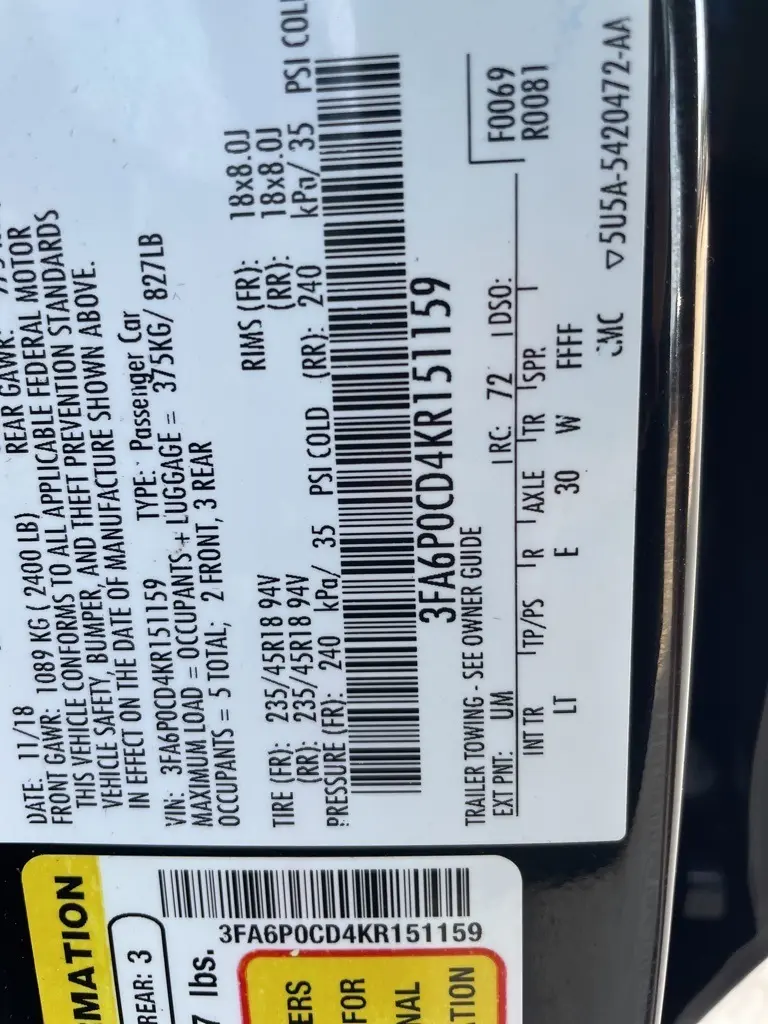 DATE: 11/18
FRONT GAWR: 1089 KG ( 2400 LB) REAR GAWR:
THIS VEHICLE CONFORMS TO ALL APPLICABLE FEDERAL MOTOR
VEHICLE SAFETY, BUMPER, AND THEFT PREVENTION STANDARDS
IN EFFECT ON THE DATE OF MANUFACTURE SHOWN ABOVE.
VIN: 3FA6P0CD4KR151159 TYPE: Passenger Car
MAXIMUM LOAD = OCCUPANTS + LUGGAGE = 375KG/ 827LB
OCCUPANTS = 5 TOTAL; 2 FRONT, 3 REAR
TIRE (FR): 235/45R18 94V RIMS (FR): 18x8.0J
(RR): 235/45R18 94V (RR): 18x8.0J
PRESSURE (FR): 240 kPa/ 35 PSI COLD (RR): 240 kPa/ 35 PSI COL
3FA6P0CD4KR151159
F0069
R0081
TRAILER TOWING - SEE OWNER GUIDE
EXT PNT: UM RC: 72 DSO:
INT TR TP/PS R AXLE TR SPP.
LT E 30 W FFFF
5U5A-5420472-AA
MATION
REAR: 3
7 lbs.
3FA6P0CD4KR151159
ERS
FOR
NAL
TION